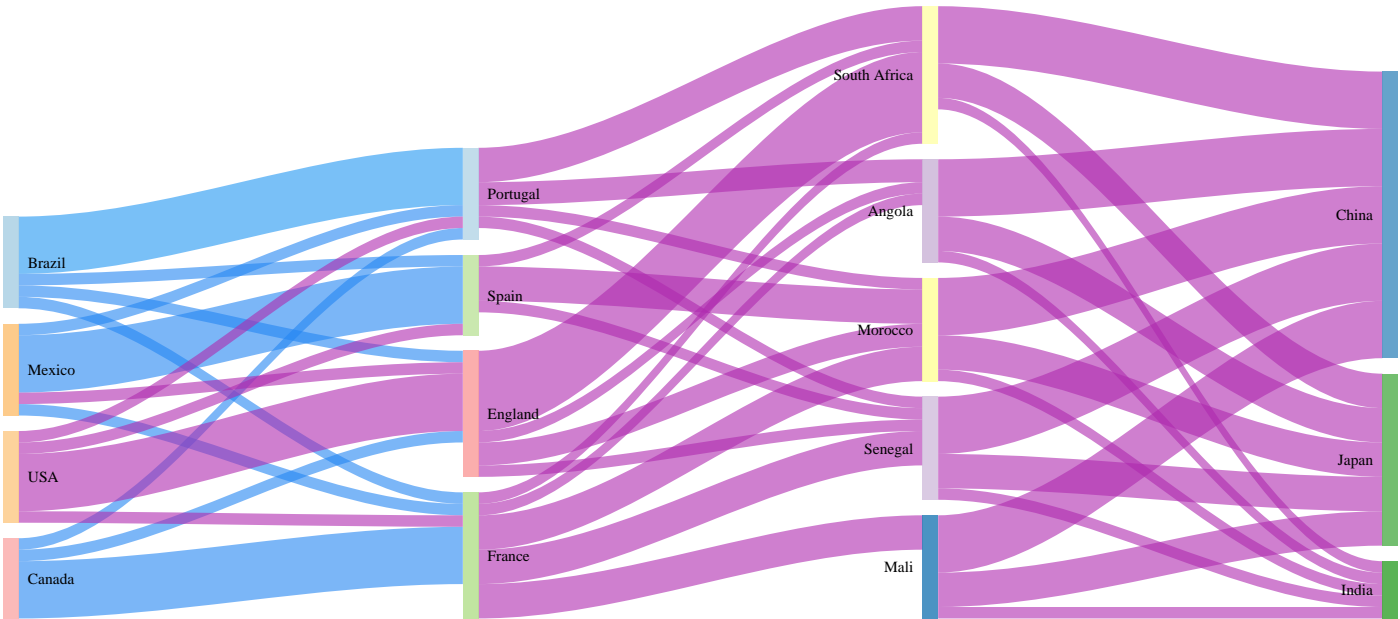 Brazil
Mexico
USA
Canada
Portugal
Spain
England
France
South Africa
Angola
Morocco
Senegal
Mali
China
Japan
India